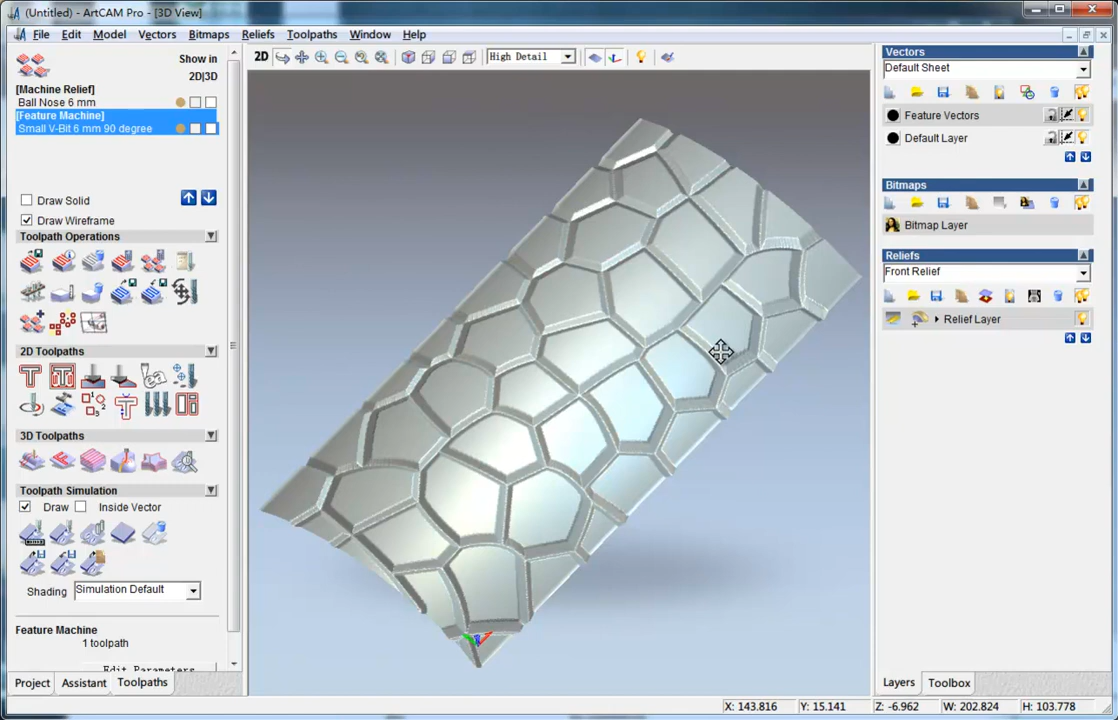 (Untitled) - ArtCAM Pro - [3D View]
File Edit Model Vectors Bitmaps Reliefs Toolpaths Window Help
Show in
2D|3D
[Machine Relief]
Ball Nose 6 mm
[Feature Machine]
Small V-Bit 6 mm 90 degree
Draw Solid
Draw Wireframe
Toolpath Operations
2D Toolpaths
3D Toolpaths
Toolpath Simulation
Draw Inside Vector
Shading Simulation Default
Feature Machine
1 toolpath
Edit Parameters
Project Assistant Toolpaths
2D High Detail
Vectors
Default Sheet
Feature Vectors
Default Layer
Bitmaps
Bitmap Layer
Reliefs
Front Relief
Relief Layer
Layers Toolbox
X: 143.816 Y: 15.141 Z: -6.962 W: 202.824 H: 103.778